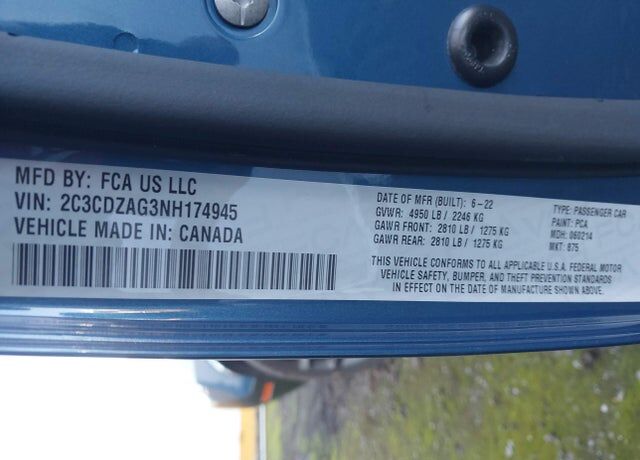 MFD BY: FCA US LLC
VIN: 2C3CDZAG3NH174945
VEHICLE MADE IN: CANADA
DATE OF MFR (BUILT): 6-22
GVWR: 4950 LB / 2246 KG
GAWR FRONT: 2810 LB / 1275 KG
GAWR REAR: 2810 LB / 1275 KG
TYPE: PASSENGER CAR
PAINT: PCA
MDH: 060214
MKT: 875
THIS VEHICLE CONFORMS TO ALL APPLICABLE U.S.A. FEDERAL MOTOR
VEHICLE SAFETY, BUMPER, AND THEFT PREVENTION STANDARDS
IN EFFECT ON THE DATE OF MANUFACTURE SHOWN ABOVE.